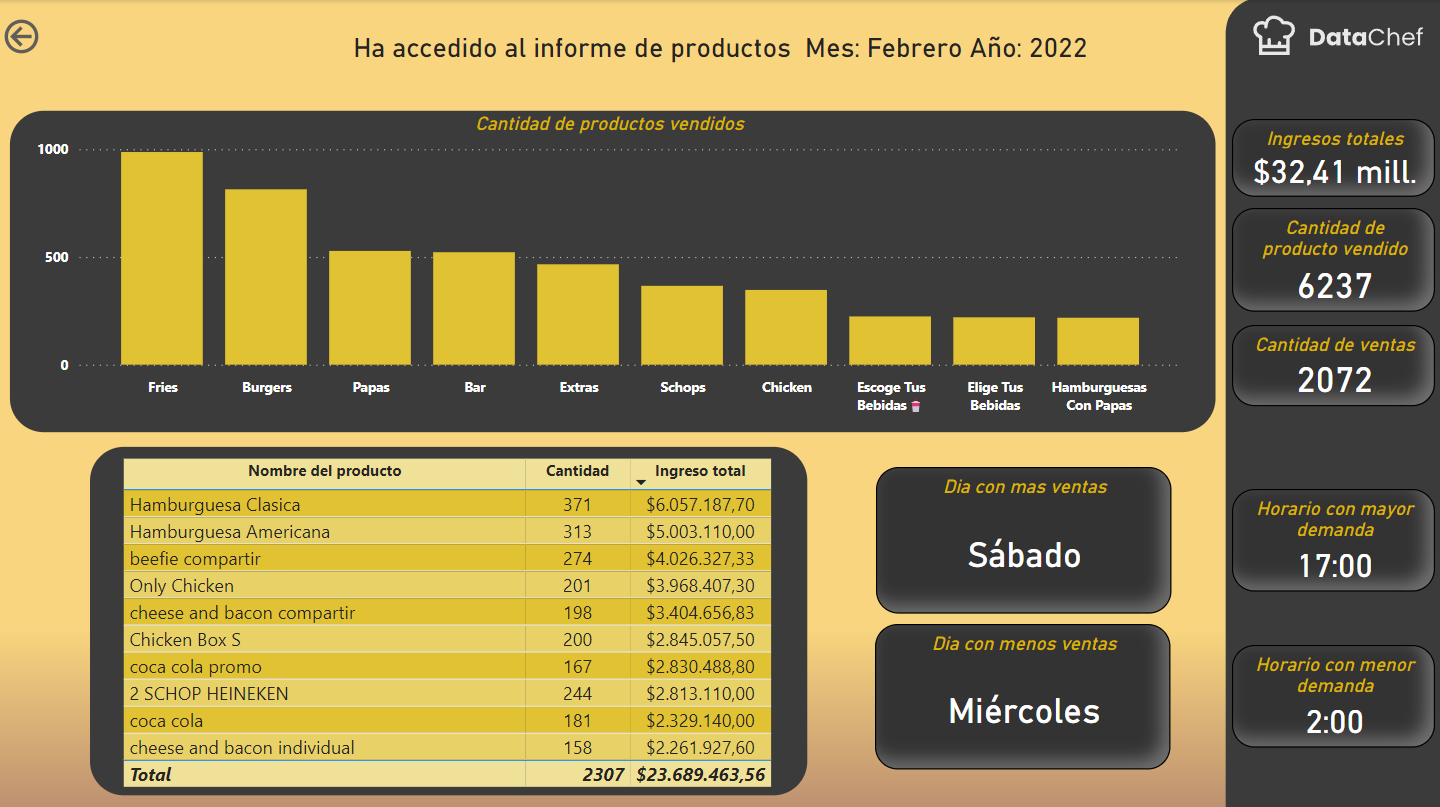 Ha accedido al informe de productos Mes: Febrero Año: 2022
DataChef
Cantidad de productos vendidos
1000
500
0
Fries
Burgers
Papas
Bar
Extras
Schops
Chicken
Escoge Tus
Bebidas🥤
Elige Tus
Bebidas
Hamburguesas
Con Papas
Ingresos totales
$32,41 mill.
Cantidad de
producto vendido
6237
Cantidad de ventas
2072
Nombre del producto Cantidad Ingreso total
Hamburguesa Clasica 371 $6.057.187,70
Hamburguesa Americana 313 $5.003.110,00
beefie compartir 274 $4.026.327,33
Only Chicken 201 $3.968.407,30
cheese and bacon compartir 198 $3.404.656,83
Chicken Box S 200 $2.845.057,50
coca cola promo 167 $2.830.488,80
2 SCHOP HEINEKEN 244 $2.813.110,00
coca cola 181 $2.329.140,00
cheese and bacon individual 158 $2.261.927,60
Total 2307 $23.689.463,56
Dia con mas ventas
Sábado
Dia con menos ventas
Miércoles
Horario con mayor
demanda
17:00
Horario con menor
demanda
2:00